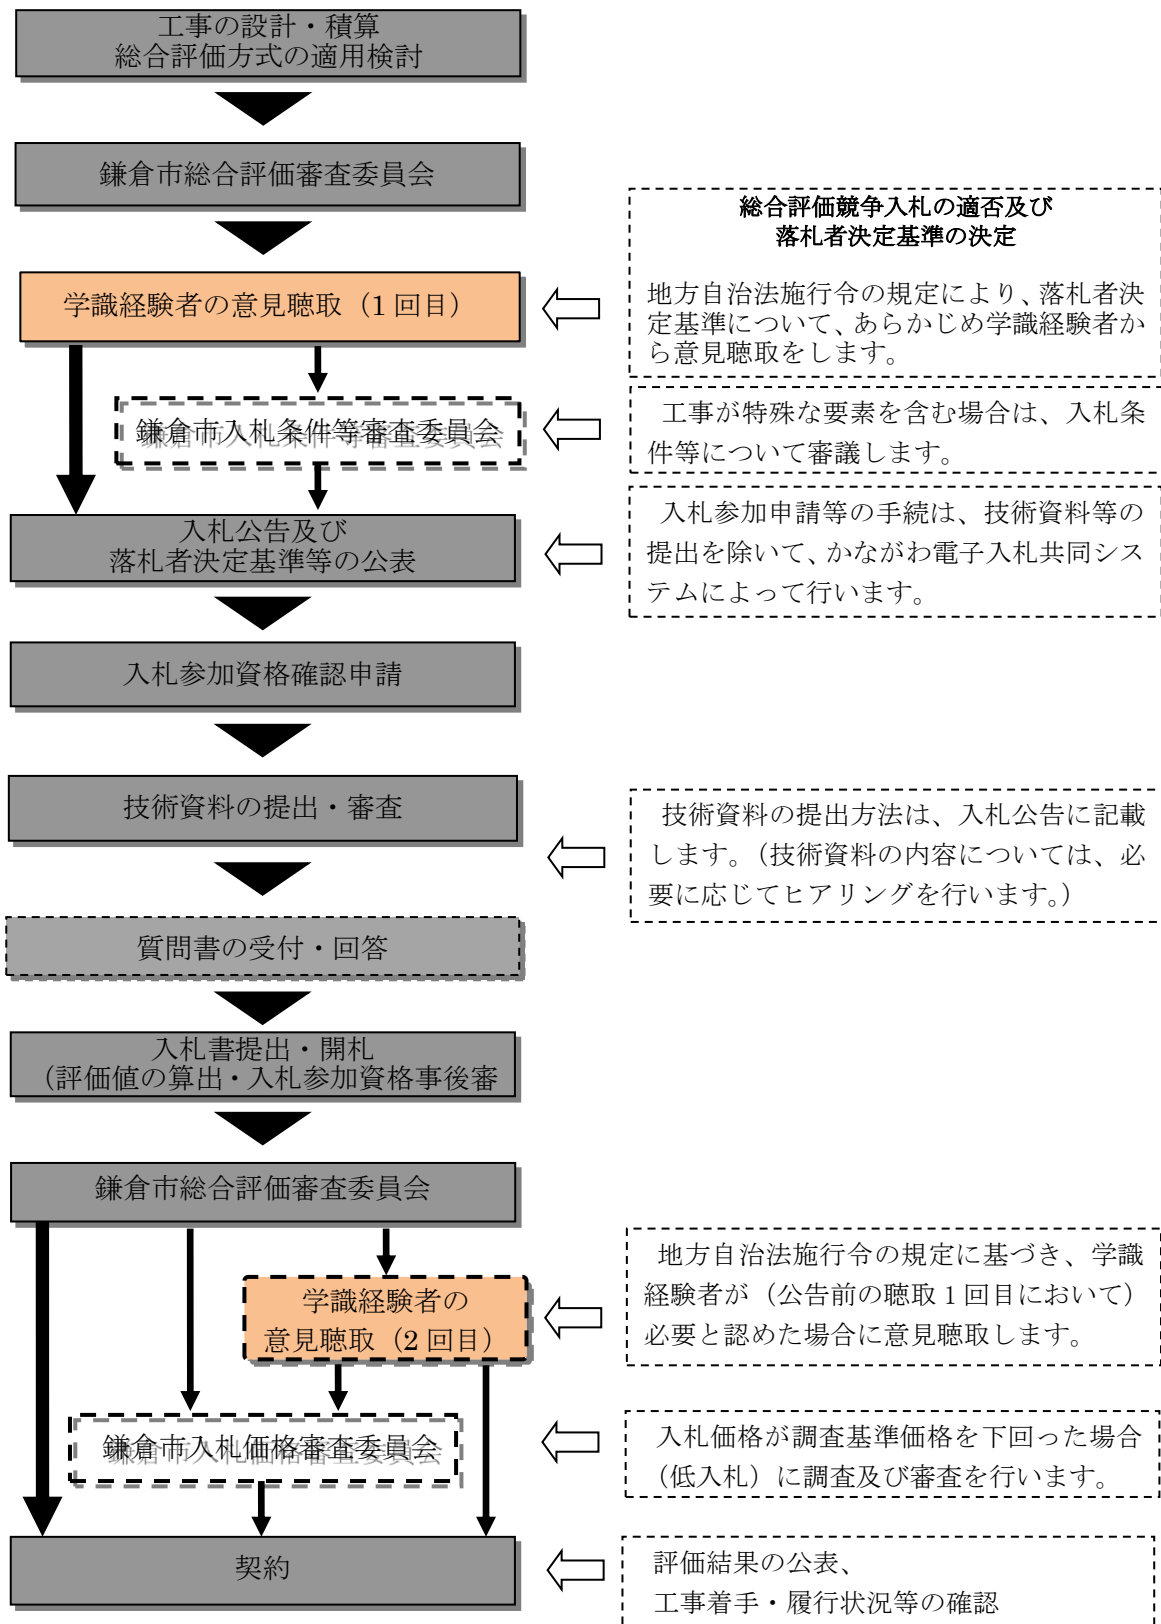 工事の設計・積算
総合評価方式の適用検討
鎌倉市総合評価審査委員会
総合評価競争入札の適否及び
落札者決定基準の決定
学識経験者の意見聴取（1回目）
地方自治法施行令の規定により、落札者決
定基準について、あらかじめ学識経験者か
ら意見聴取をします。
鎌倉市入札条件等審査委員会
工事が特殊な要素を含む場合は、入札条
件等について審議します。
入札公告及び
落札者決定基準等の公表
入札参加申請等の手続は、技術資料等の
提出を除いて、かながわ電子入札共同シス
テムによって行います。
入札参加資格確認申請
技術資料の提出・審査
技術資料の提出方法は、入札公告に記載
します。（技術資料の内容については、必
要に応じてヒアリングを行います。）
質問書の受付・回答
入札書提出・開札
（評価値の算出・入札参加資格事後審
鎌倉市総合評価審査委員会
地方自治法施行令の規定に基づき、学識
経験者が（公告前の聴取1回目において）
必要と認めた場合に意見聴取します。
学識経験者の
意見聴取（2回目）
鎌倉市入札価格審査委員会
入札価格が調査基準価格を下回った場合
（低入札）に調査及び審査を行います。
契約
評価結果の公表、
工事着手・履行状況等の確認